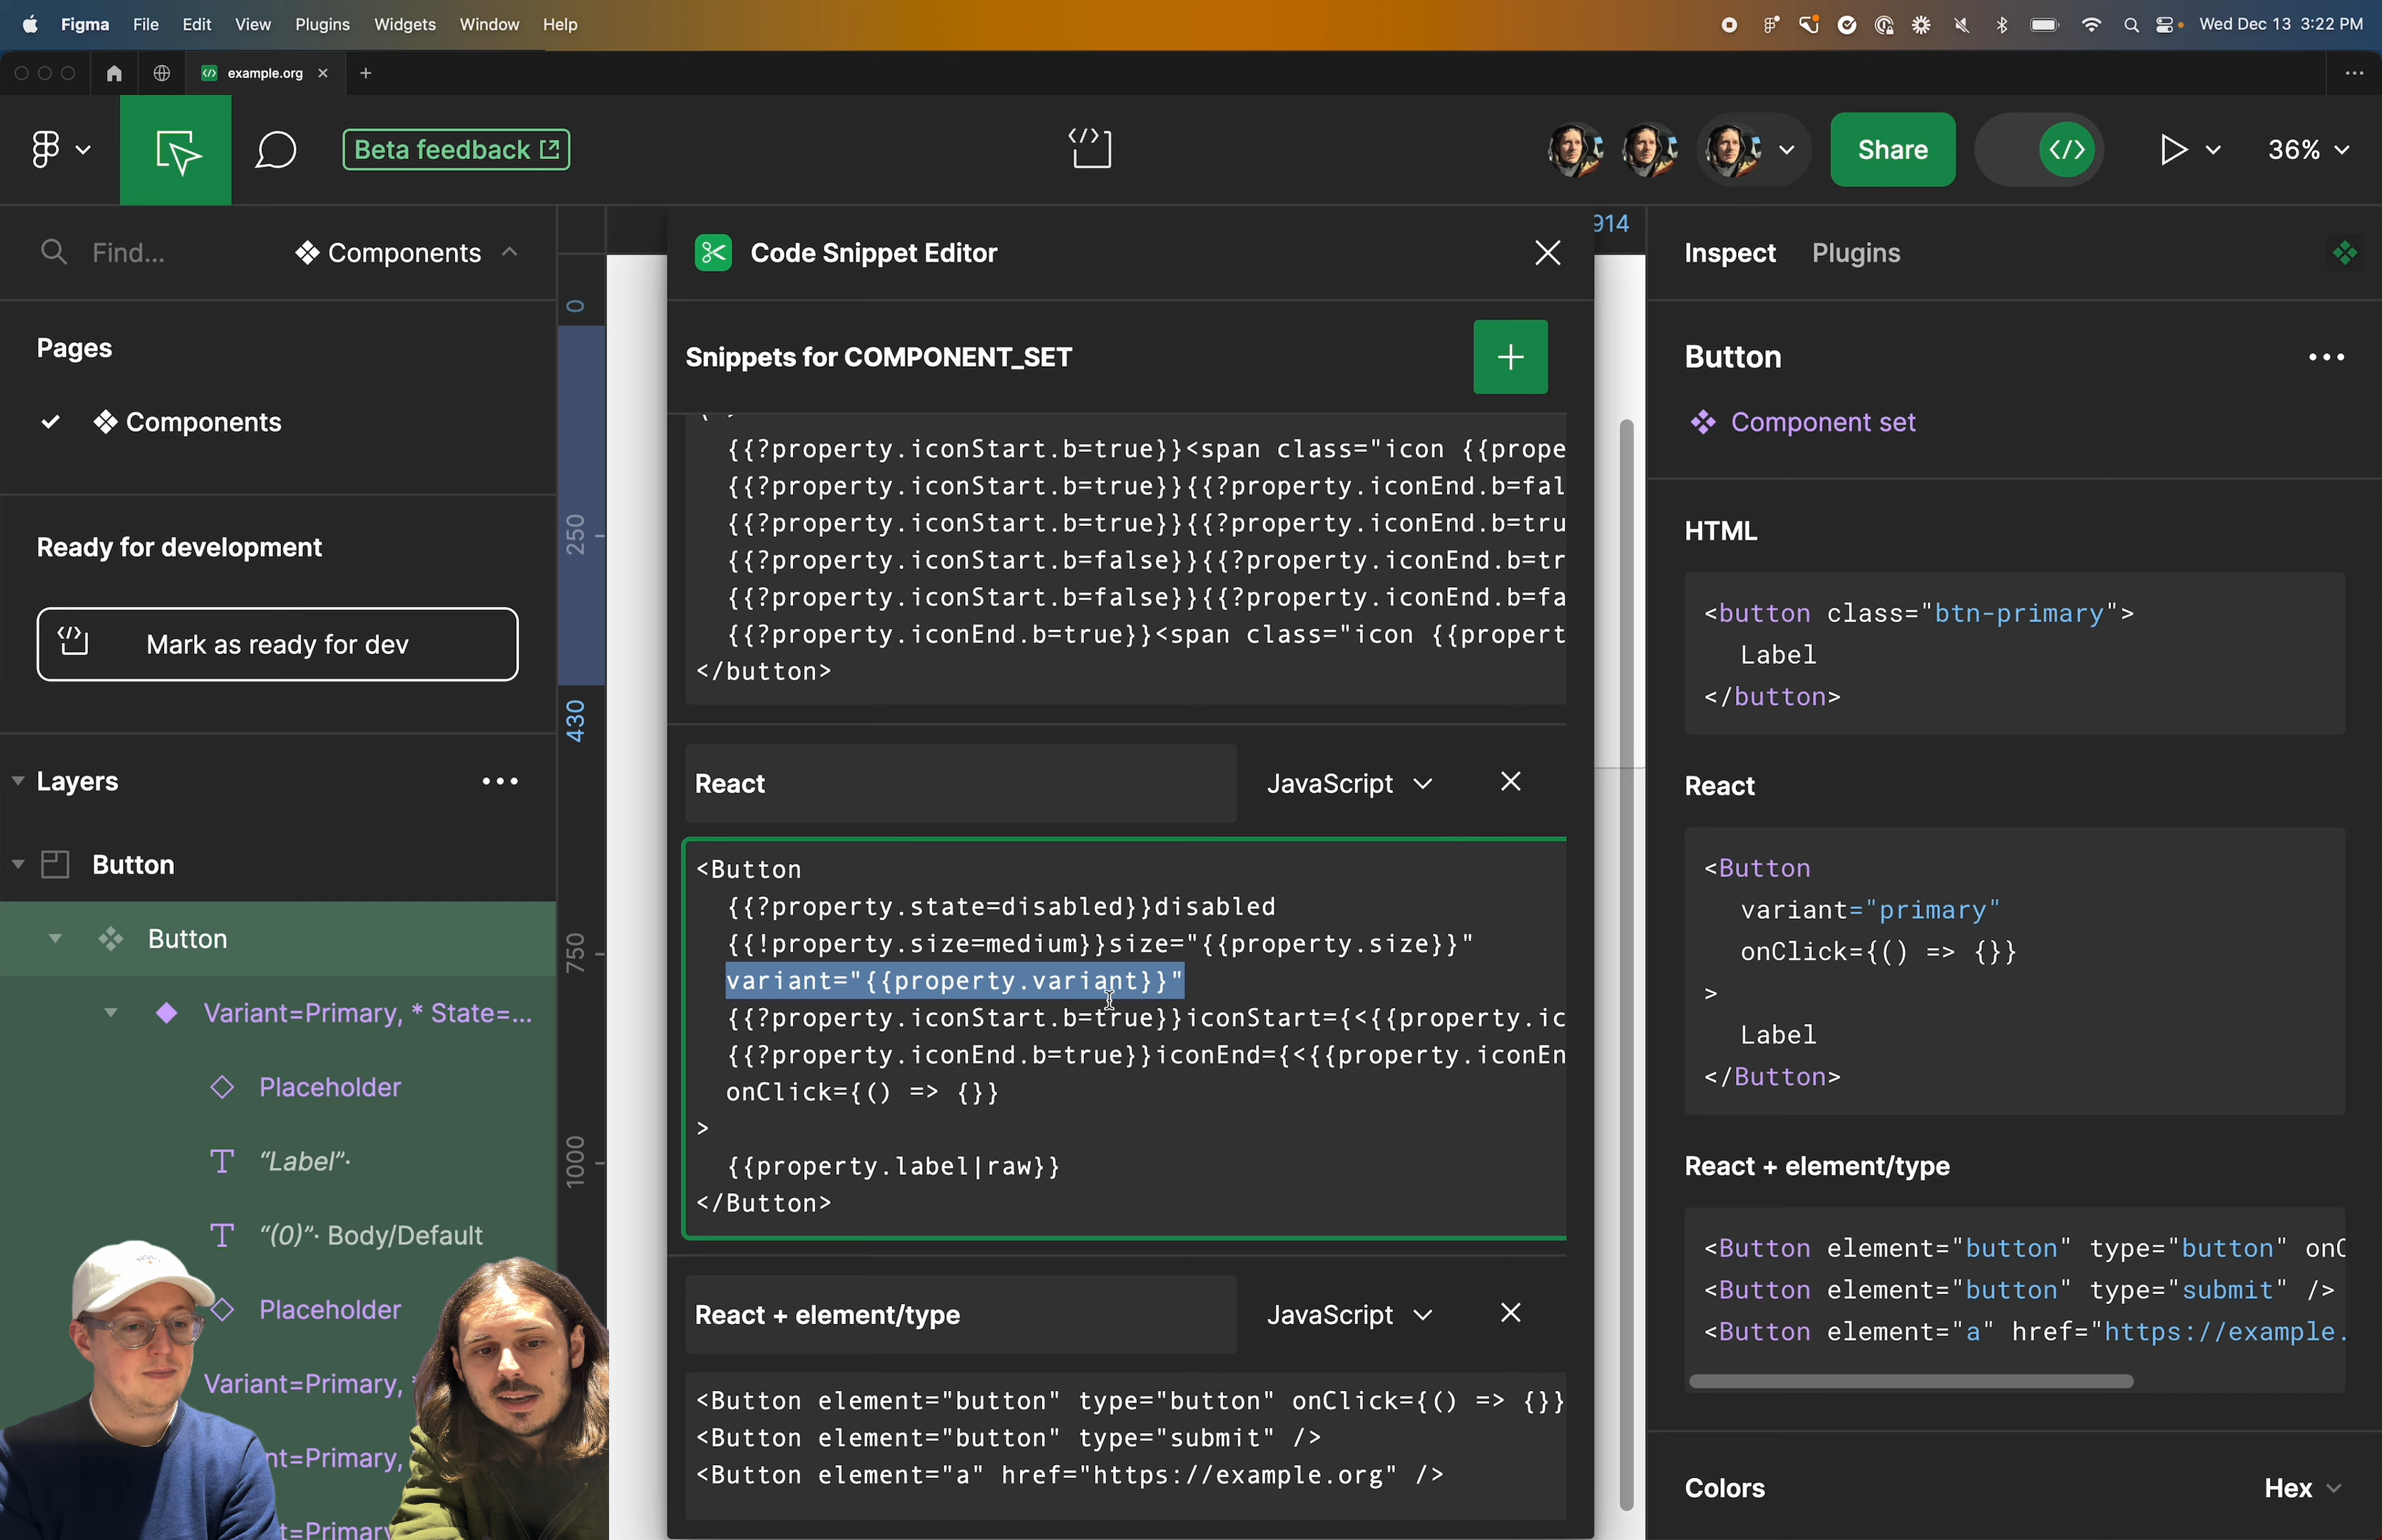 Figma File Edit View Plugins Widgets Window Help
Wed Dec 13 3:22 PM
example.org
Beta feedback
Share
36%
Find...
Components
Pages
Components
Ready for development
Mark as ready for dev
Layers
Button
Button
Variant=Primary, * State=...
Placeholder
“Label”·
“(0)”· Body/Default
Placeholder
Variant=Primary,
nt=Primary,
t=Primary
0
250
430
750
1000
914
Code Snippet Editor
Snippets for COMPONENT_SET
{{?property.iconStart.b=true}}<span class="icon {{prope
{{?property.iconStart.b=true}}{{?property.iconEnd.b=fal
{{?property.iconStart.b=true}}{{?property.iconEnd.b=tru
{{?property.iconStart.b=false}}{{?property.iconEnd.b=tr
{{?property.iconStart.b=false}}{{?property.iconEnd.b=fa
{{?property.iconEnd.b=true}}<span class="icon {{propert
</button>
React
JavaScript
<Button
{{?property.state=disabled}}disabled
{{!property.size=medium}}size="{{property.size}}"
variant="{{property.variant}}"
{{?property.iconStart.b=true}}iconStart={<{{property.ic
{{?property.iconEnd.b=true}}iconEnd={<{{property.iconEn
onClick={() => {}}
>
{{property.label|raw}}
</Button>
React + element/type
JavaScript
<Button element="button" type="button" onClick={() => {}}
<Button element="button" type="submit" />
<Button element="a" href="https://example.org" />
Inspect
Plugins
Button
Component set
HTML
<button class="btn-primary">
Label
</button>
React
<Button
variant="primary"
onClick={() => {}}
>
Label
</Button>
React + element/type
<Button element="button" type="button" onC
<Button element="button" type="submit" />
<Button element="a" href="https://example.
Colors
Hex